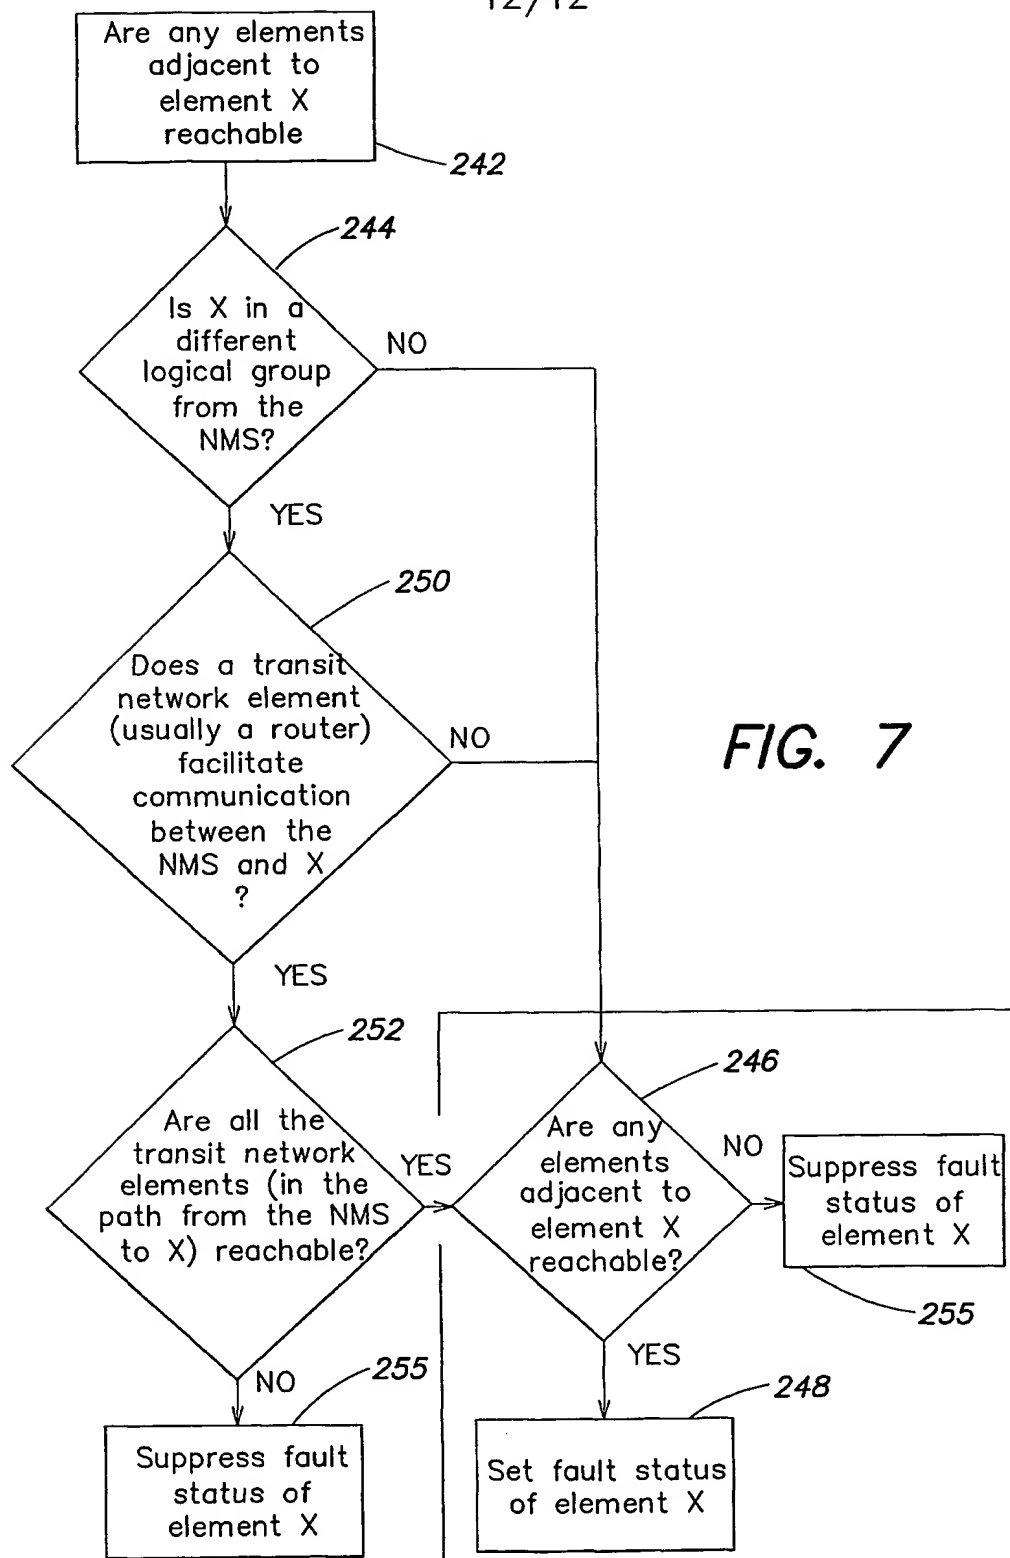 12/12
Are any elements
adjacent to
element X
reachable
242
244
Is X in a
different
logical group
from the
NMS?
NO
YES
250
Does a transit
network element
(usually a router)
facilitate
communication
between the
NMS and X
?
NO
FIG. 7
YES
252
Are all the
transit network
elements (in the
path from the NMS
to X) reachable?
YES
246
Are any
elements
adjacent to
element X
reachable?
NO
Suppress fault
status of
element X
255
NO
255
Suppress fault
status of
element X
YES
248
Set fault status
of element X